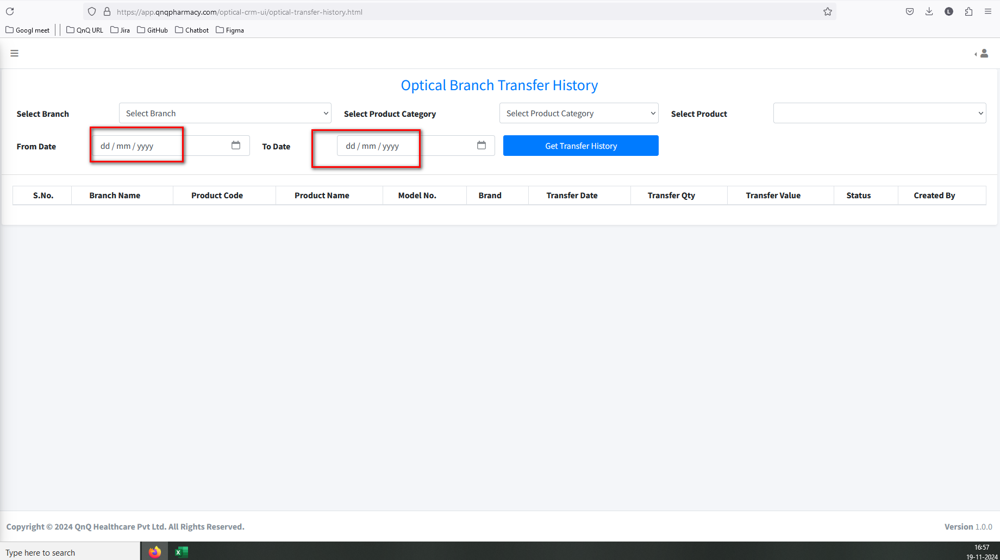 https://app.qnqpharmacy.com/optical-crm-ui/optical-transfer-history.html
L
Googl meet QnQ URL Jira GitHub Chatbot Figma
Optical Branch Transfer History
Select Branch Select Branch Select Product Category Select Product Category Select Product
From Date dd / mm / yyyy To Date dd / mm / yyyy Get Transfer History
S.No. Branch Name Product Code Product Name Model No. Brand Transfer Date Transfer Qty Transfer Value Status Created By
Copyright © 2024 QnQ Healthcare Pvt Ltd. All Rights Reserved. Version 1.0.0
Type here to search
16:57
19-11-2024